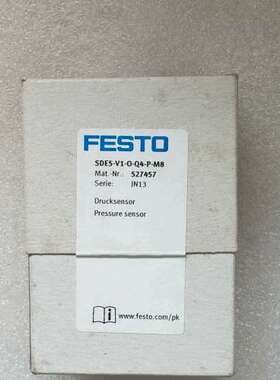 FESTO
SDE5-V1-O-Q4-P-M8
Mat.-Nr.: 527457
Serie: JN13
Drucksensor
Pressure sensor
www.festo.com/pk